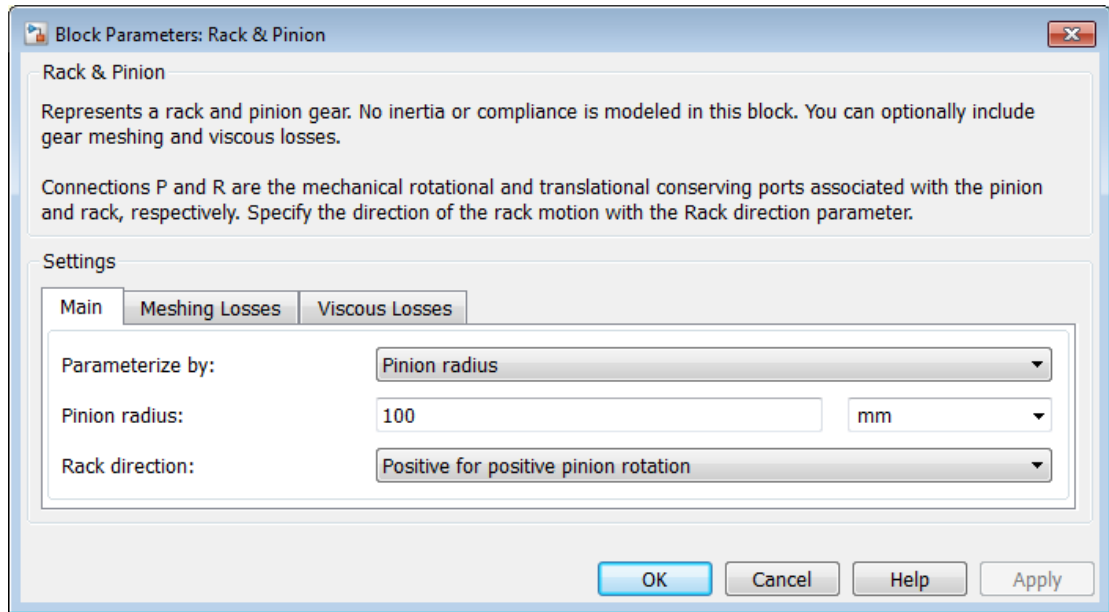 Block Parameters: Rack & Pinion
Rack & Pinion
Represents a rack and pinion gear. No inertia or compliance is modeled in this block. You can optionally include
gear meshing and viscous losses.
Connections P and R are the mechanical rotational and translational conserving ports associated with the pinion
and rack, respectively. Specify the direction of the rack motion with the Rack direction parameter.
Settings
Main Meshing Losses Viscous Losses
Parameterize by: Pinion radius
Pinion radius: 100 mm
Rack direction: Positive for positive pinion rotation
OK Cancel Help Apply